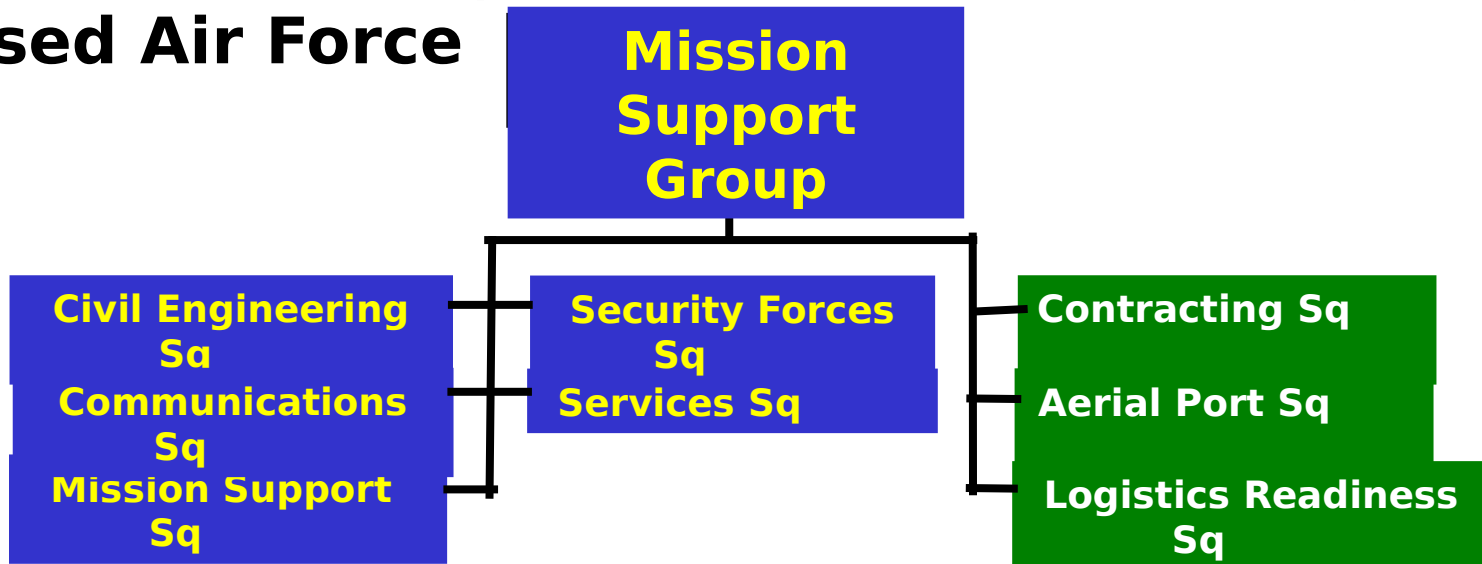 sed Air Force
Mission
Support
Group
Civil Engineering
Sq
Communications
Sq
Mission Support
Sq
Security Forces
Sq
Services Sq
Contracting Sq
Aerial Port Sq
Logistics Readiness
Sq